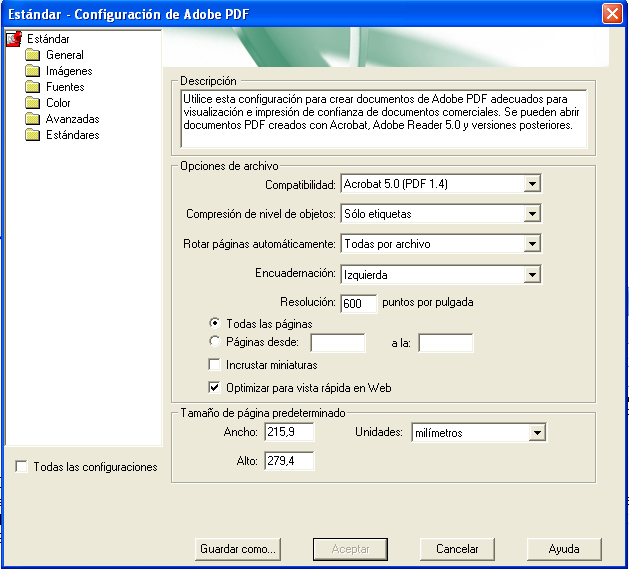 Estándar - Configuración de Adobe PDF
Estándar
General
Imágenes
Fuentes
Color
Avanzadas
Estándares
Todas las configuraciones
Descripción
Utilice esta configuración para crear documentos de Adobe PDF adecuados para
visualización e impresión de confianza de documentos comerciales. Se pueden abrir
documentos PDF creados con Acrobat, Adobe Reader 5.0 y versiones posteriores.
Opciones de archivo
Compatibilidad: Acrobat 5.0 (PDF 1.4)
Compresión de nivel de objetos: Sólo etiquetas
Rotar páginas automáticamente: Todas por archivo
Encuadernación: Izquierda
Resolución: 600 puntos por pulgada
Todas las páginas
Páginas desde: a la:
Incrustar miniaturas
Optimizar para vista rápida en Web
Tamaño de página predeterminado
Ancho: 215,9 Unidades: milímetros
Alto: 279,4
Guardar como... Aceptar Cancelar Ayuda